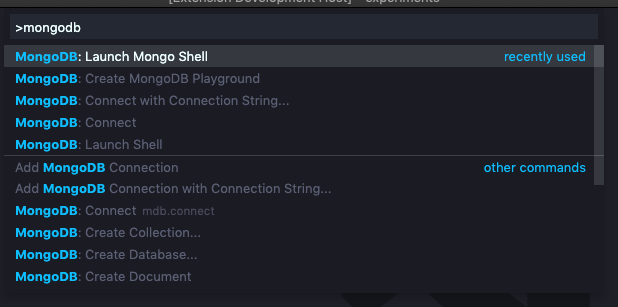 [Extension Development Host] - experiments
>mongodb
MongoDB: Launch Mongo Shell recently used
MongoDB: Create MongoDB Playground
MongoDB: Connect with Connection String...
MongoDB: Connect
MongoDB: Launch Shell
Add MongoDB Connection other commands
Add MongoDB Connection with Connection String...
MongoDB: Connect mdb.connect
MongoDB: Create Collection...
MongoDB: Create Database...
MongoDB: Create Document